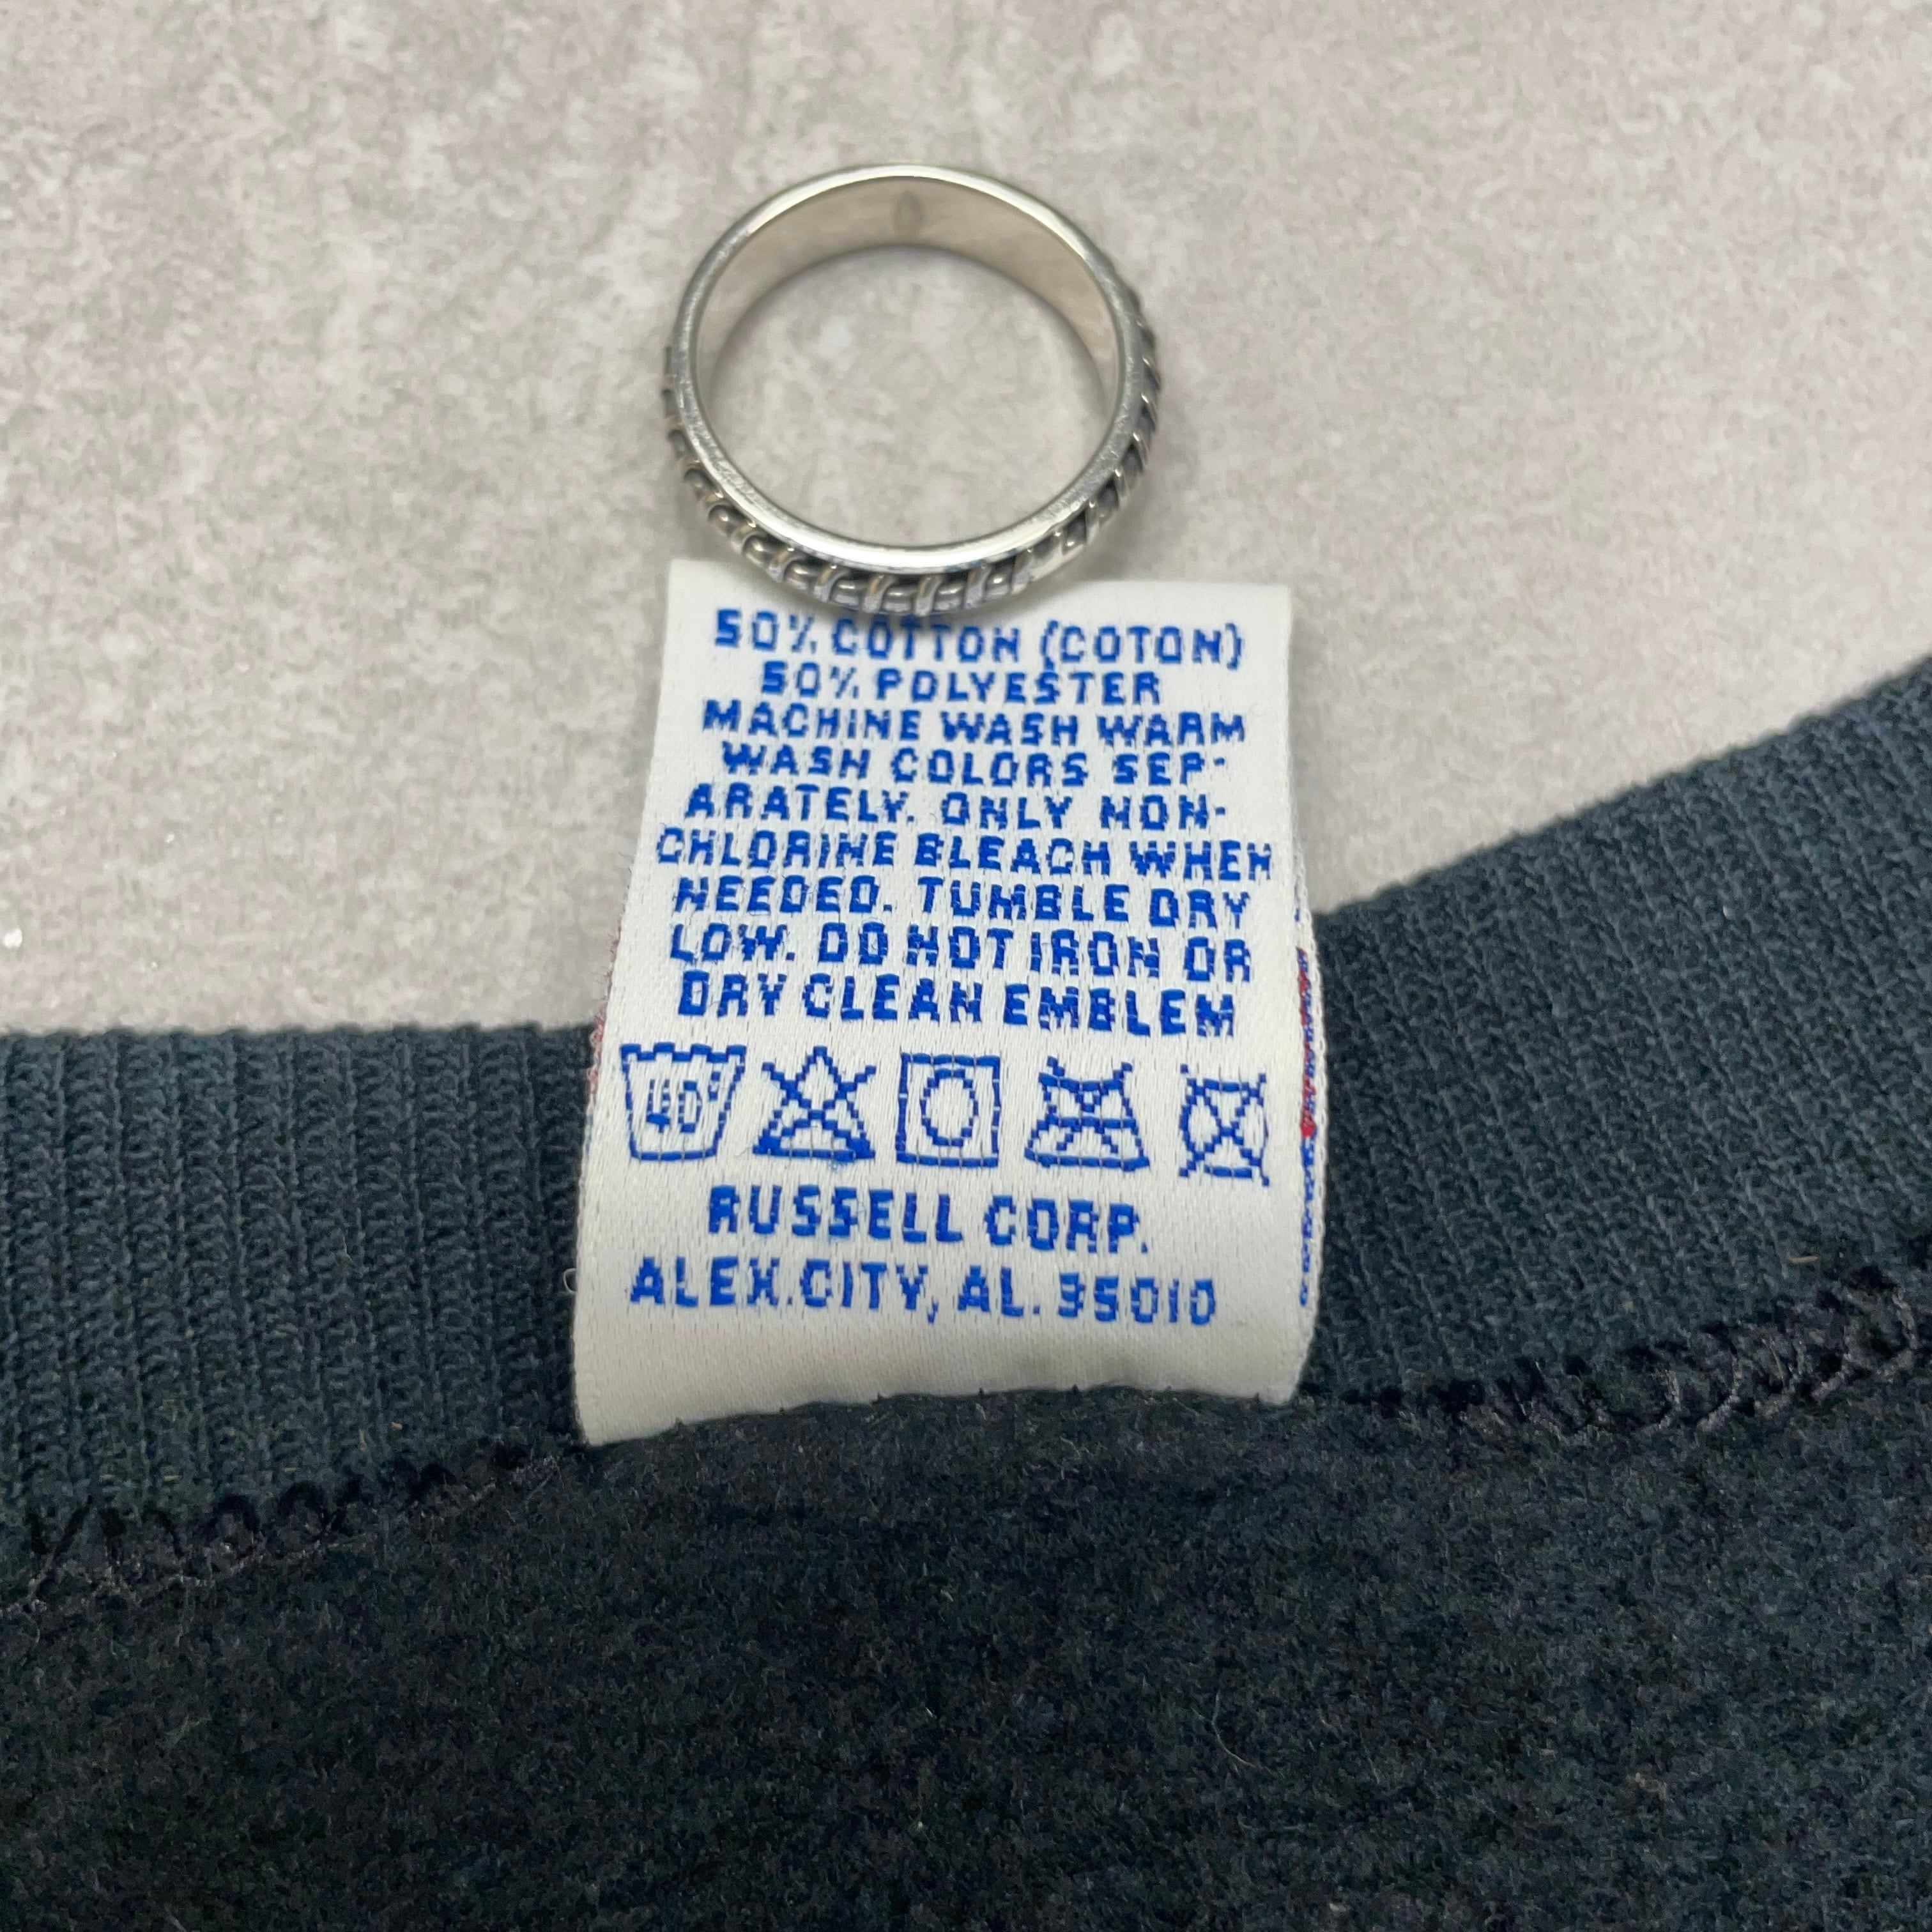 50% COTTON (COTON)
50% POLYESTER
MACHINE WASH WARM
WASH COLORS SEP-
ARATELY. ONLY NON-
CHLORINE BLEACH WHEN
NEEDED. TUMBLE DRY
LOW. DO NOT IRON OR
DRY CLEAN EMBLEM
40°
RUSSELL CORP.
ALEX.CITY, AL. 35010